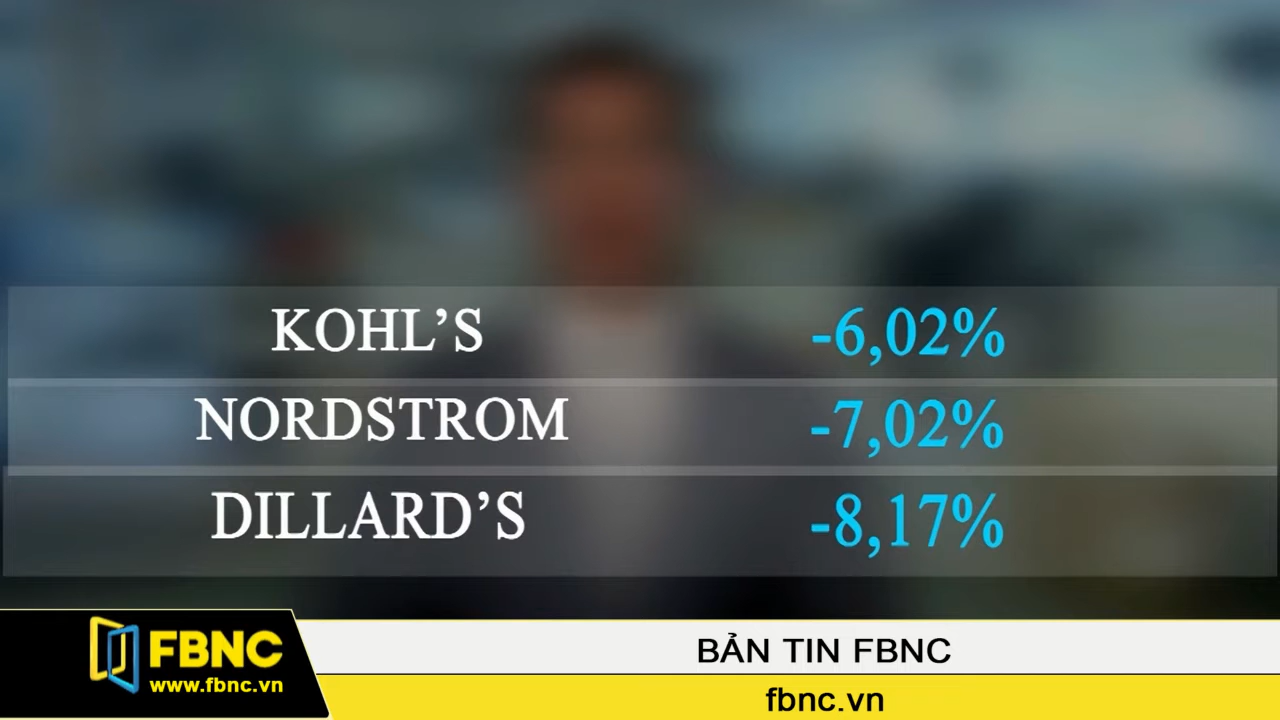 KOHL’S -6,02%
NORDSTROM -7,02%
DILLARD’S -8,17%
FBNC
www.fbnc.vn
BẢN TIN FBNC
fbnc.vn